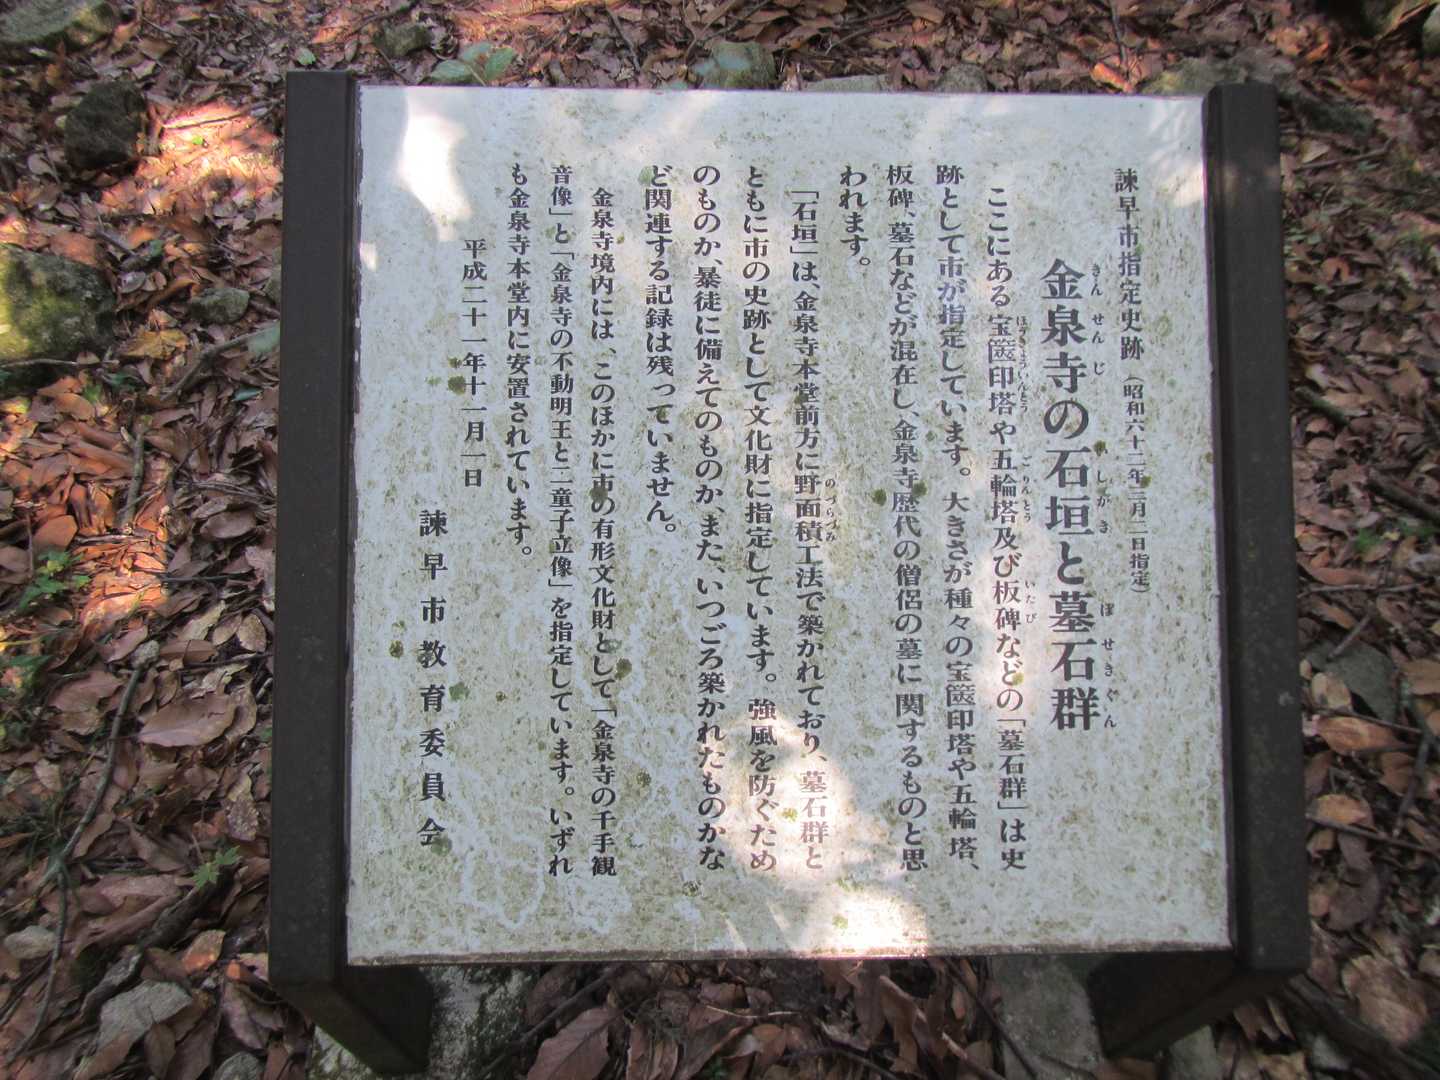 諫早市指定史跡（昭和六十二年三月二日指定）
金泉寺の石垣と墓石群
ここにある宝篋印塔や五輪塔及び板碑などの「墓石群」は史
跡として市が指定しています。大きさが種々の宝篋印塔や五輪塔、
板碑、墓石などが混在し、金泉寺歴代の僧侶の墓に関するものと思
われます。
「石垣」は、金泉寺本堂前方に野面積工法で築かれており、墓石群と
ともに市の史跡として文化財に指定しています。強風を防ぐため
のものか、暴徒に備えてのものか、また、いつごろ築かれたものかな
ど関連する記録は残っていません。
金泉寺境内には、このほかに市の有形文化財として「金泉寺の千手観
音像」と「金泉寺の不動明王と二童子立像」を指定しています。いずれ
も金泉寺本堂内に安置されています。
平成二十一年十一月一日
諫早市教育委員会